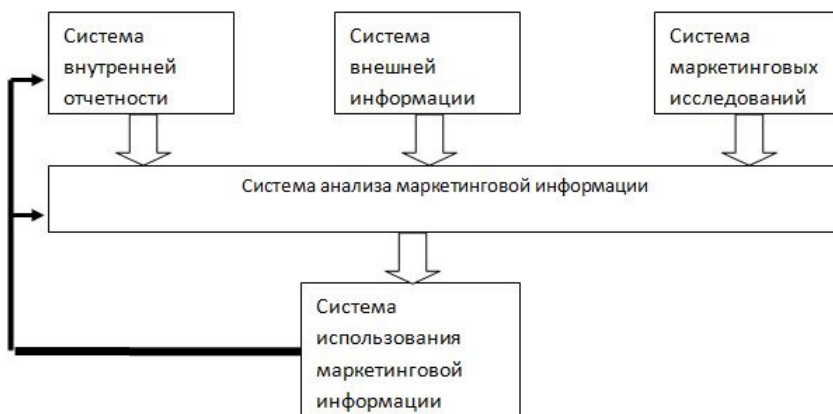 Система
внутренней
отчетности
Система
внешней
информации
Система
маркетинговых
исследований
Система анализа маркетинговой информации
Система
использования
маркетинговой
информации